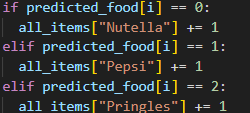 if predicted_food[i] == 0:
  all_items["Nutella"] += 1
elif predicted_food[i] == 1:
  all_items["Pepsi"] += 1
elif predicted_food[i] == 2:
  all_items["Pringles"] += 1